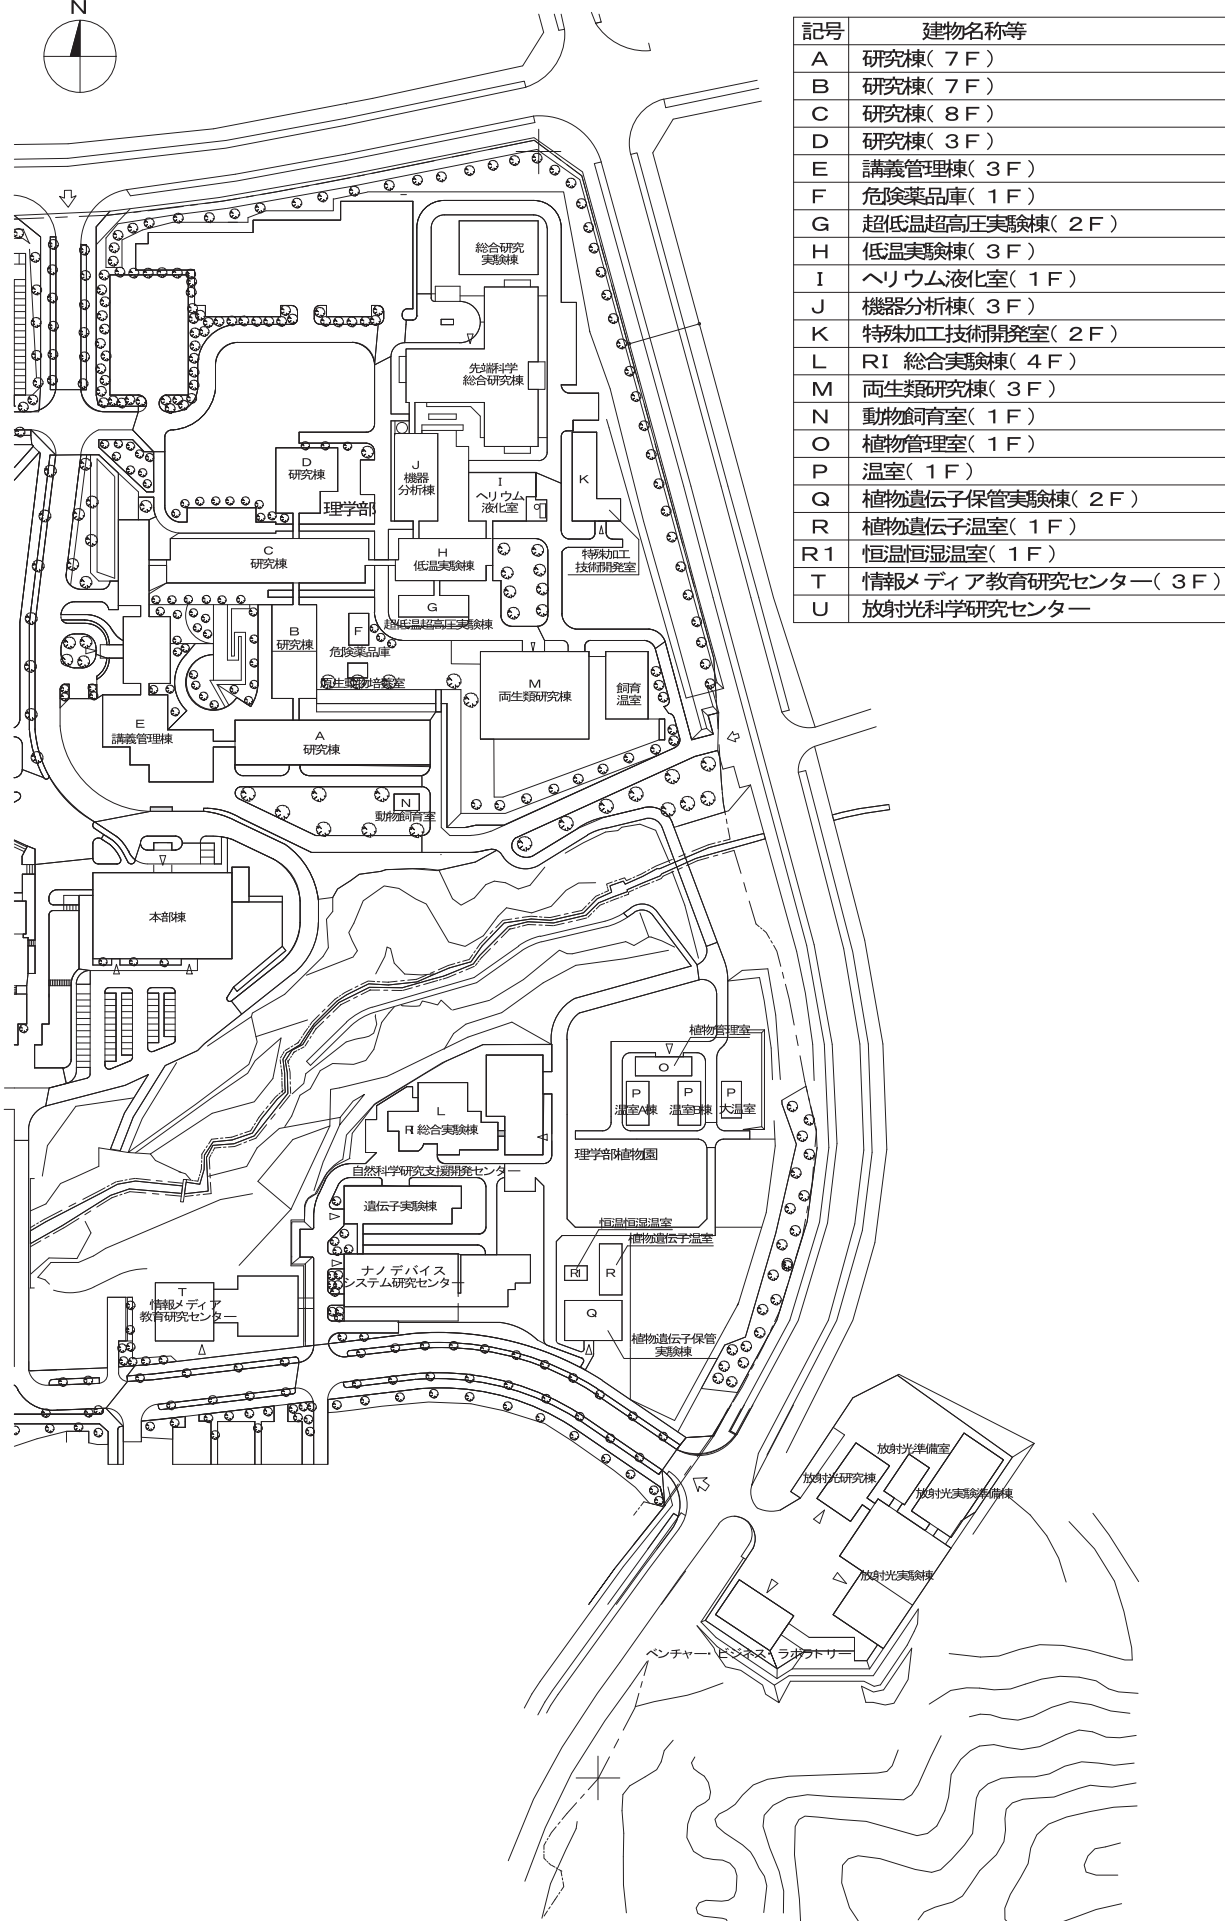 N
記号 建物名称等
A 研究棟(7F)
B 研究棟(7F)
C 研究棟(8F)
D 研究棟(3F)
E 講義管理棟(3F)
F 危険薬品庫(1F)
G 超低温超高圧実験棟(2F)
H 低温実験棟(3F)
I ヘリウム液化室(1F)
J 機器分析棟(3F)
K 特殊加工技術開発室(2F)
L RI 総合実験棟(4F)
M 両生類研究棟(3F)
N 動物飼育室(1F)
O 植物管理室(1F)
P 温室(1F)
Q 植物遺伝子保管実験棟(2F)
R 植物遺伝子温室(1F)
R1 恒温恒湿温室(1F)
T 情報メディア教育研究センター(3F)
U 放射光科学研究センター
総合研究
実験棟
先端科学
総合研究棟
D
研究棟
理学部
J
機器
分析棟
I
ヘリウム
液化室
K
特殊加工
技術開発室
C
研究棟
H
低温実験棟
G
超低温超高圧実験棟
B
研究棟
F
危険薬品庫
両生動物培養室
M
両生類研究棟
飼育
温室
E
講義管理棟
A
研究棟
N
動物飼育室
本部棟
植物管理室
O
P
温室A棟
P
温室B棟
P
大温室
理学部植物園
L
RI 総合実験棟
自然科学研究支援開発センター
遺伝子実験棟
ナノデバイス
システム研究センター
T
情報メディア
教育研究センター
恒温恒湿温室
植物遺伝子温室
R1
R
Q
植物遺伝子保管
実験棟
放射光準備室
放射光研究棟
放射光実験準備棟
放射光実験棟
ベンチャー・ビジネス・ラボラトリー